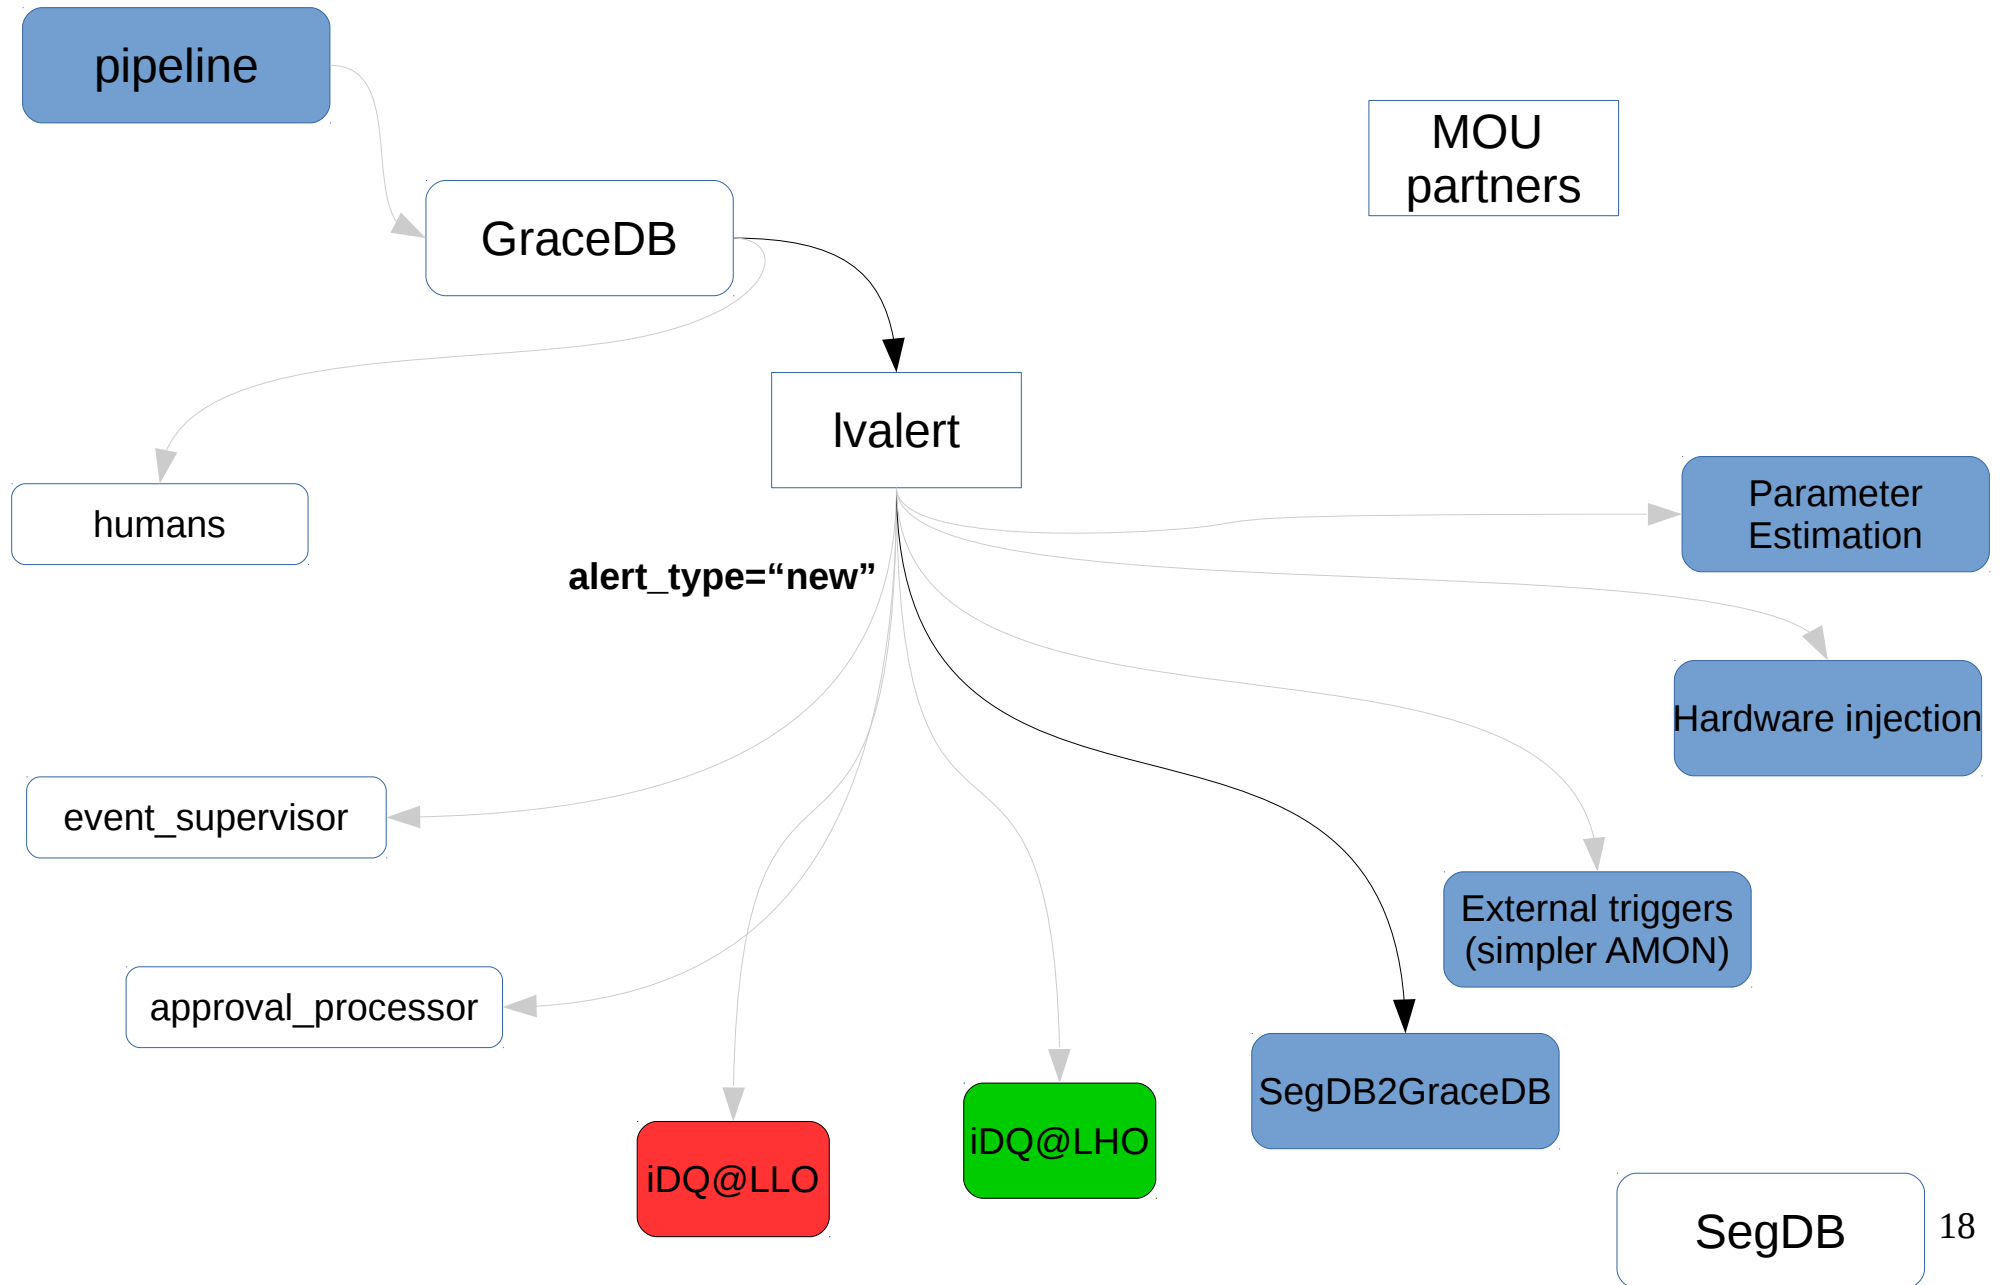 pipeline
MOU
partners
GraceDB
lvalert
Parameter
Estimation
humans
alert_type=“new”
Hardware injection
event_supervisor
External triggers
(simpler AMON)
approval_processor
SegDB2GraceDB
iDQ@LHO
iDQ@LLO
SegDB
18